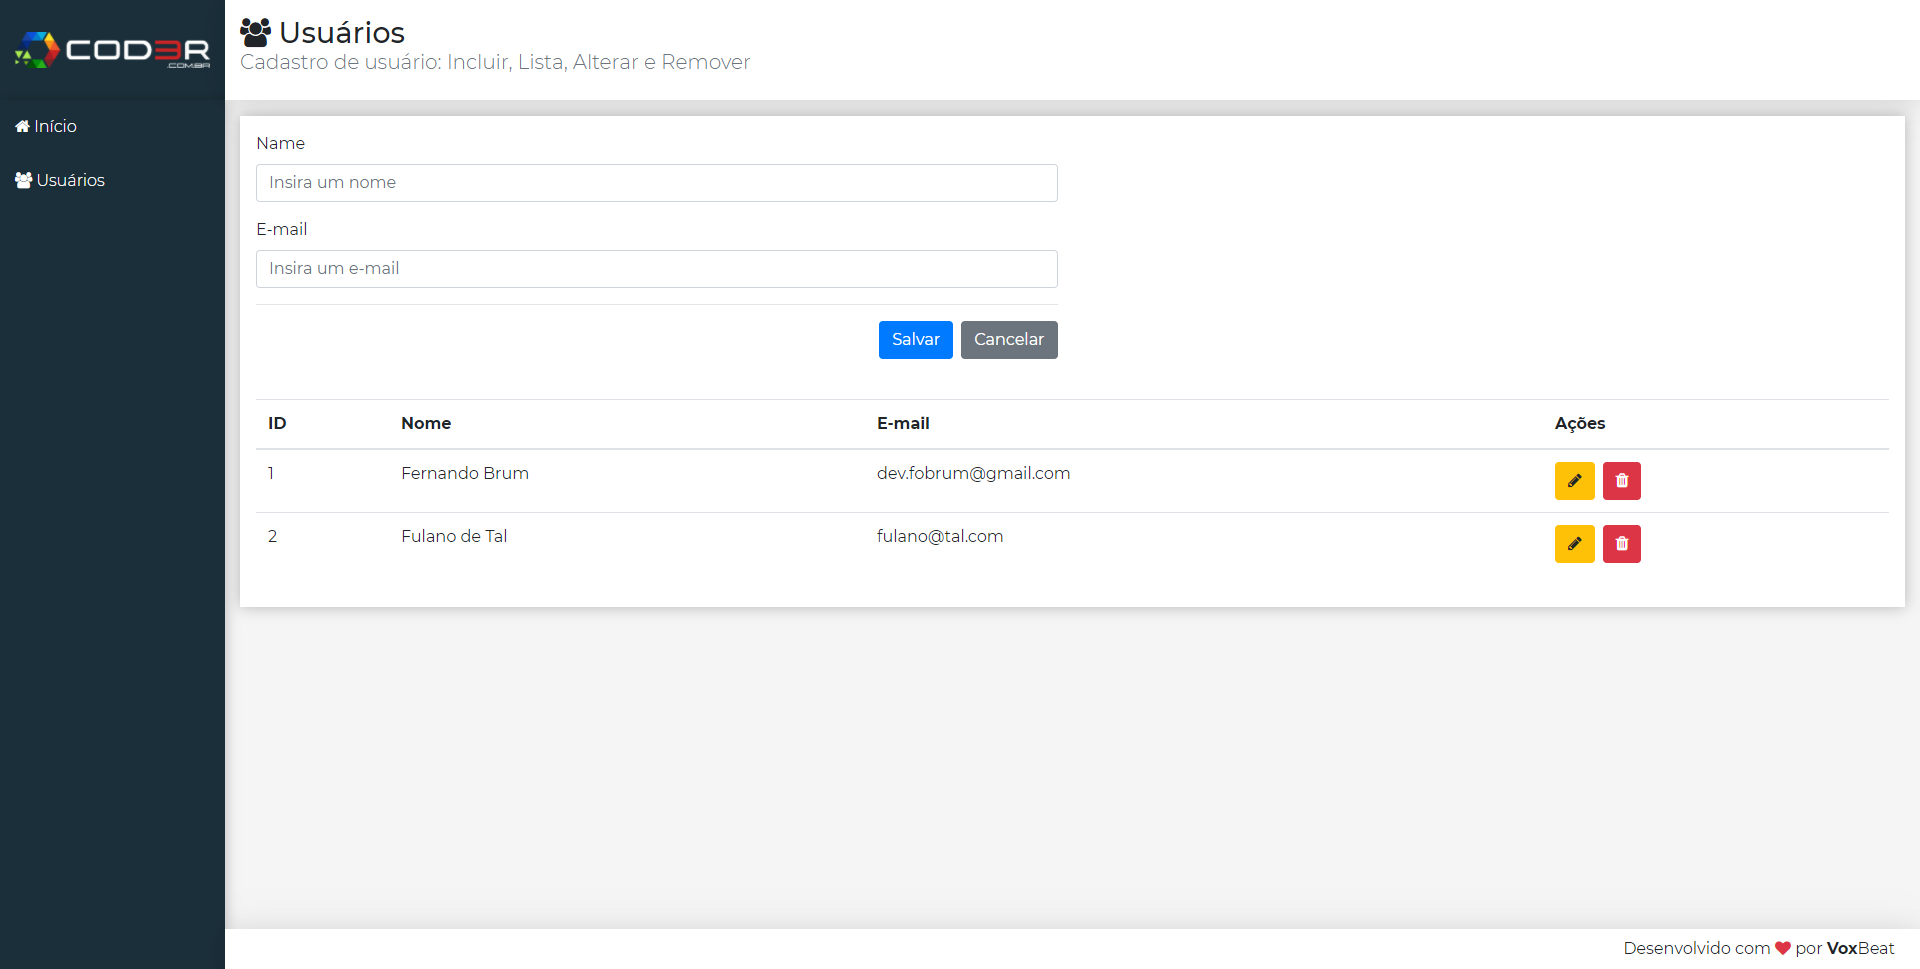 COD3R
.COM.BR
Início
Usuários
Usuários
Cadastro de usuário: Incluir, Lista, Alterar e Remover
Name
Insira um nome
E-mail
Insira um e-mail
Salvar Cancelar
ID Nome E-mail Ações
1 Fernando Brum dev.fobrum@gmail.com
2 Fulano de Tal fulano@tal.com
Desenvolvido com por VoxBeat